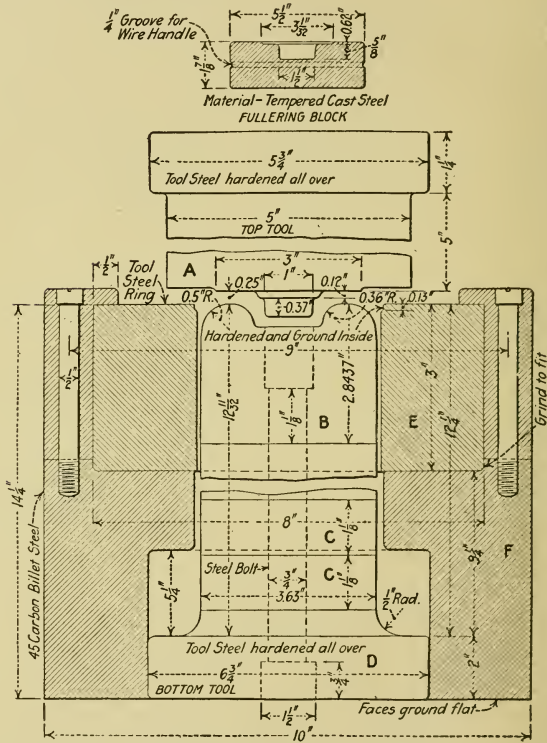 5 1/2"
1/4" Groove for
Wire Handle
3 1/32"
0.62"
5/8"
1 7/8"
1 1/2"
Material - Tempered Cast Steel
FULLERING BLOCK
5 3/4"
Tool Steel hardened all over
1 1/4"
5"
TOP TOOL
5"
1/2"
Tool
Steel
Ring
A
3"
1"
0.25"
0.12"
0.5"R.
0.37"
0.36"R.
0.13"
Hardened and Ground Inside
9"
1/2"
12 11/32"
1 1/8"
2.8437"
B
E
3"
12 1/4"
Grind to fit
14 1/4"
8"
C
1 1/8"
C
1 1/8"
Steel Bolt
3/4"
3.63"
5 1/4"
1/2" Rad.
9 1/4"
F
45 Carbon Billet Steel
Tool Steel hardened all over
D
6 3/4"
BOTTOM TOOL
3/4"
2"
1 1/2"
Faces ground flat
10"